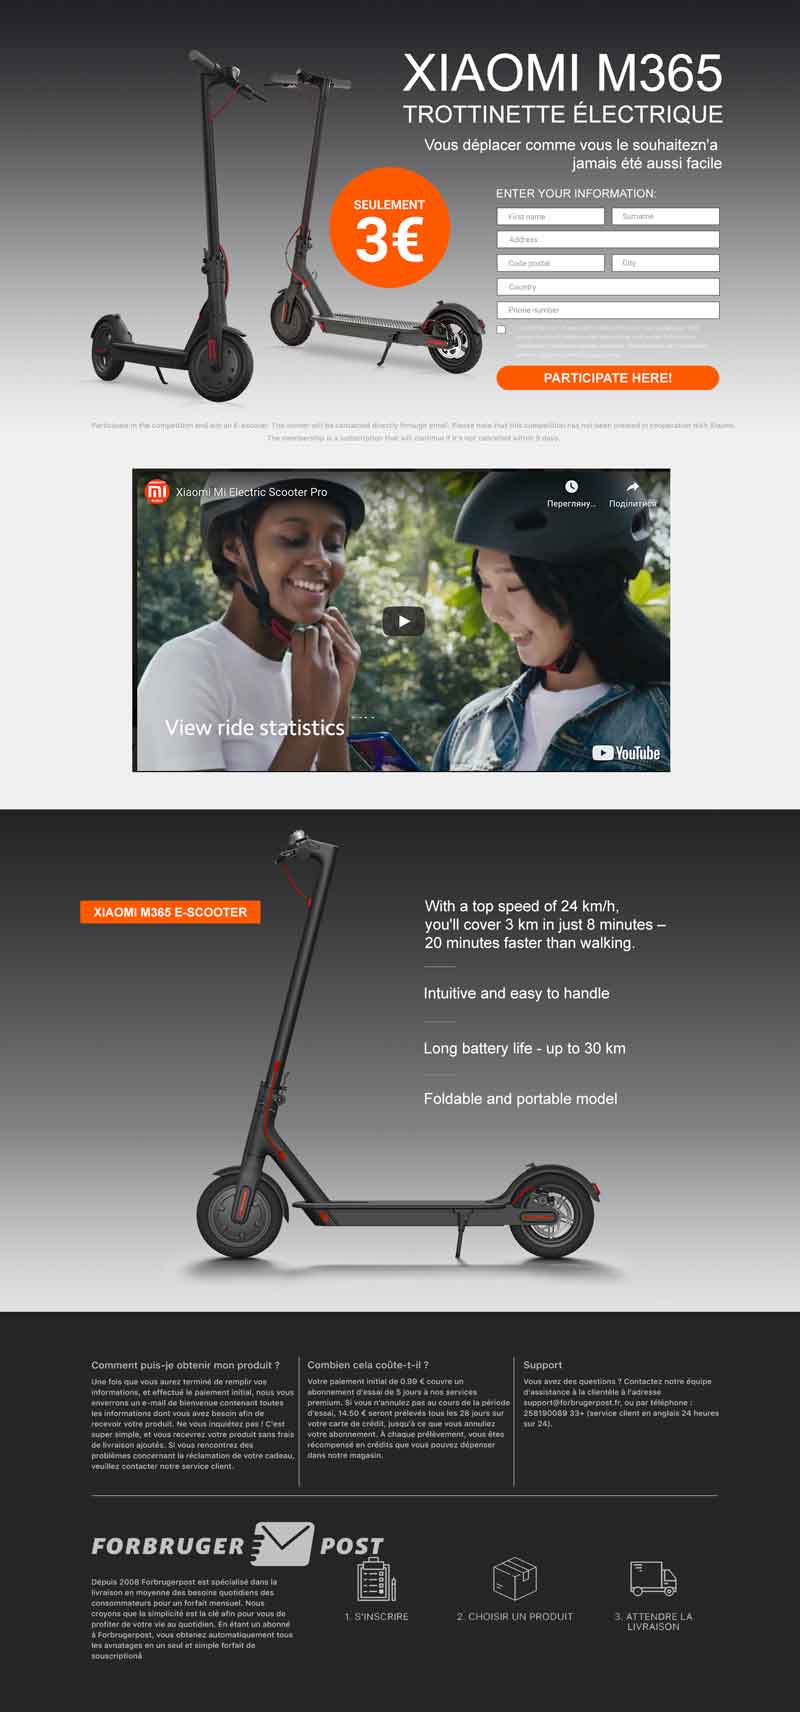 XIAOMI M365
TROTTINETTE ÉLECTRIQUE
Vous déplacer comme vous le souhaitezn'a
jamais été aussi facile
SEULEMENT
3€
ENTER YOUR INFORMATION:
First name
Surname
Address
Code postal
City
Country
Phone number
PARTICIPATE HERE!
Participate in the competition and win an E-scooter. The winner will be contacted directly through email. Please note that this competition has not been created in cooperation with Xiaomi.
The membership is a subscription that will continue if it's not cancelled within 5 days.
Xiaomi Mi Electric Scooter Pro
Перегляну...
Поділитися
View ride statistics
YouTube
XIAOMI M365 E-SCOOTER
With a top speed of 24 km/h,
you'll cover 3 km in just 8 minutes –
20 minutes faster than walking.
Intuitive and easy to handle
Long battery life - up to 30 km
Foldable and portable model
Comment puis-je obtenir mon produit ?
Une fois que vous aurez terminé de remplir vos
informations, et effectué le paiement initial, nous vous
enverrons un e-mail de bienvenue contenant toutes
les informations dont vous avez besoin afin de
recevoir votre produit. Ne vous inquiétez pas ! C'est
super simple, et vous recevrez votre produit sans frais
de livraison ajoutés. Si vous rencontrez des
problèmes concernant la réclamation de votre cadeau,
veuillez contacter notre service client.
Combien cela coûte-t-il ?
Votre paiement initial de 0.99 € couvre un
abonnement d'essai de 5 jours à nos services
premium. Si vous n'annulez pas au cours de la période
d'essai, 14.50 € seront prélevés tous les 28 jours sur
votre carte de crédit, jusqu'à ce que vous annuliez
votre abonnement. À chaque prélèvement, vous êtes
récompensé en crédits que vous pouvez dépenser
dans notre magasin.
Support
Vous avez des questions ? Contactez notre équipe
d'assistance à la clientèle à l'adresse
support@forbrugerpost.fr, ou par téléphone :
258190089 33+ (service client en anglais 24 heures
sur 24).
FORBRUGER POST
Dépuis 2008 Forbrugerpost est spécialisé dans la
livraison en moyenne des besoins quotidiens des
consommateurs pour un forfait mensuel. Nous
croyons que la simplicité est la clé afin pour vous de
profiter de votre vie au quotidien. En étant un abonné
à Forbrugerpost, vous obtenez automatiquement tous
les avnatages en un seul et simple forfait de
souscriptionå
1. S'INSCRIRE
2. CHOISIR UN PRODUIT
3. ATTENDRE LA
LIVRAISON